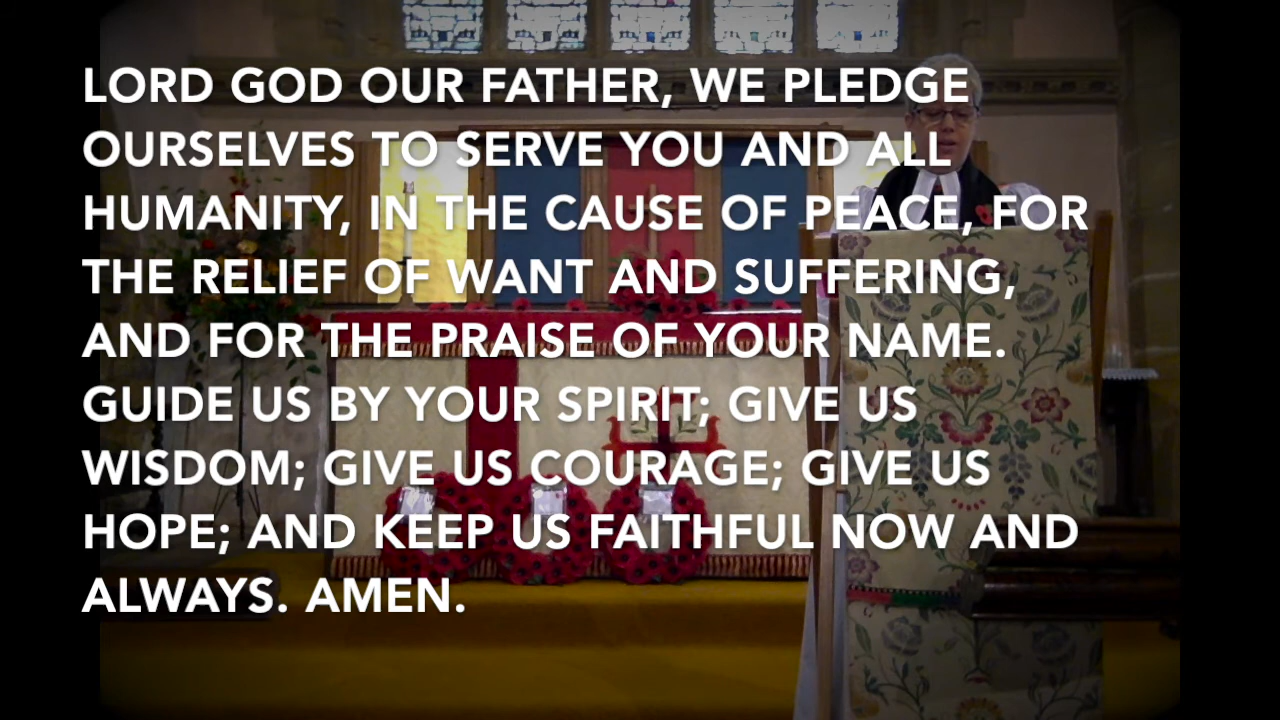 LORD GOD OUR FATHER, WE PLEDGE
OURSELVES TO SERVE YOU AND ALL
HUMANITY, IN THE CAUSE OF PEACE, FOR
THE RELIEF OF WANT AND SUFFERING,
AND FOR THE PRAISE OF YOUR NAME.
GUIDE US BY YOUR SPIRIT; GIVE US
WISDOM; GIVE US COURAGE; GIVE US
HOPE; AND KEEP US FAITHFUL NOW AND
ALWAYS. AMEN.